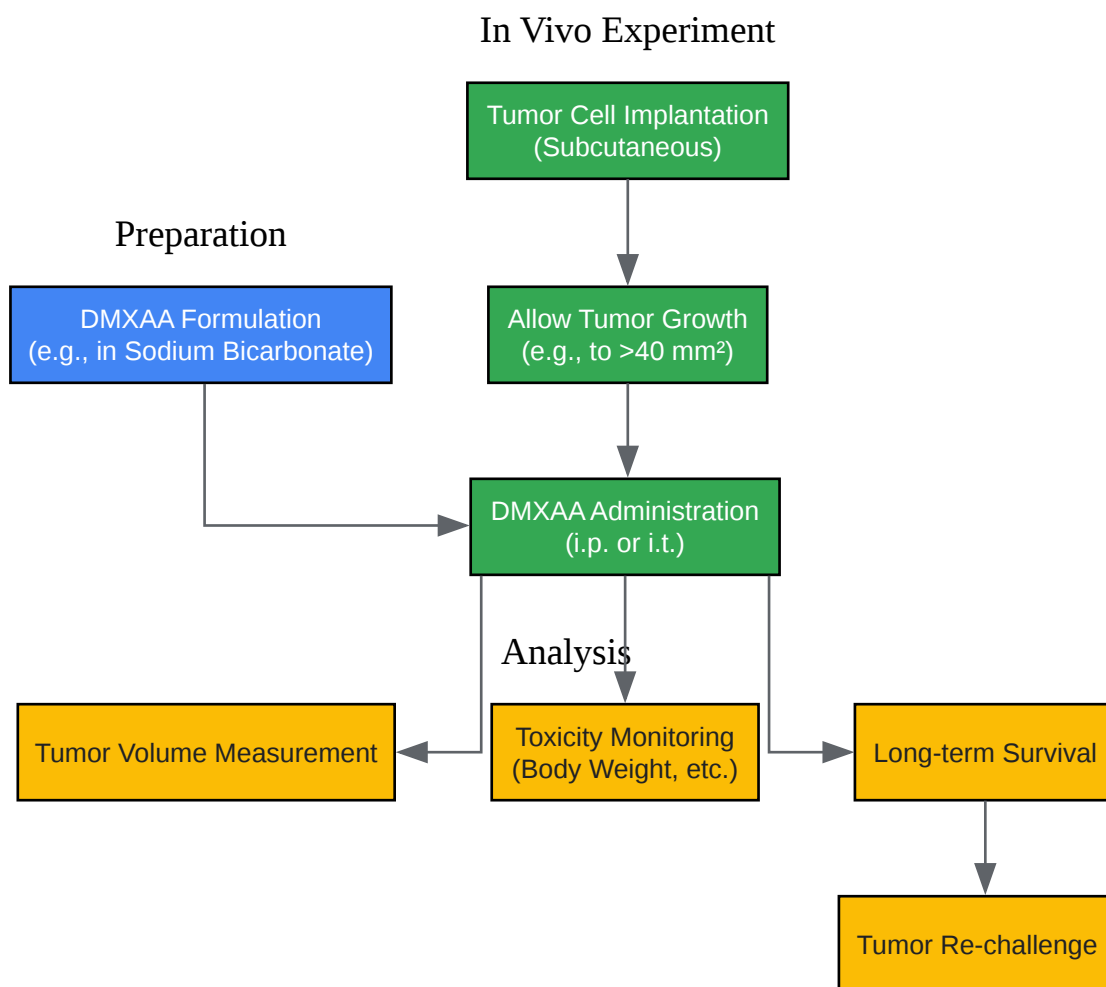 In Vivo Experiment
Tumor Cell Implantation
(Subcutaneous)
Preparation
DMXAA Formulation
(e.g., in Sodium Bicarbonate)
Allow Tumor Growth
(e.g., to >40 mm²)
DMXAA Administration
(i.p. or i.t.)
Analysis
Tumor Volume Measurement
Toxicity Monitoring
(Body Weight, etc.)
Long-term Survival
Tumor Re-challenge